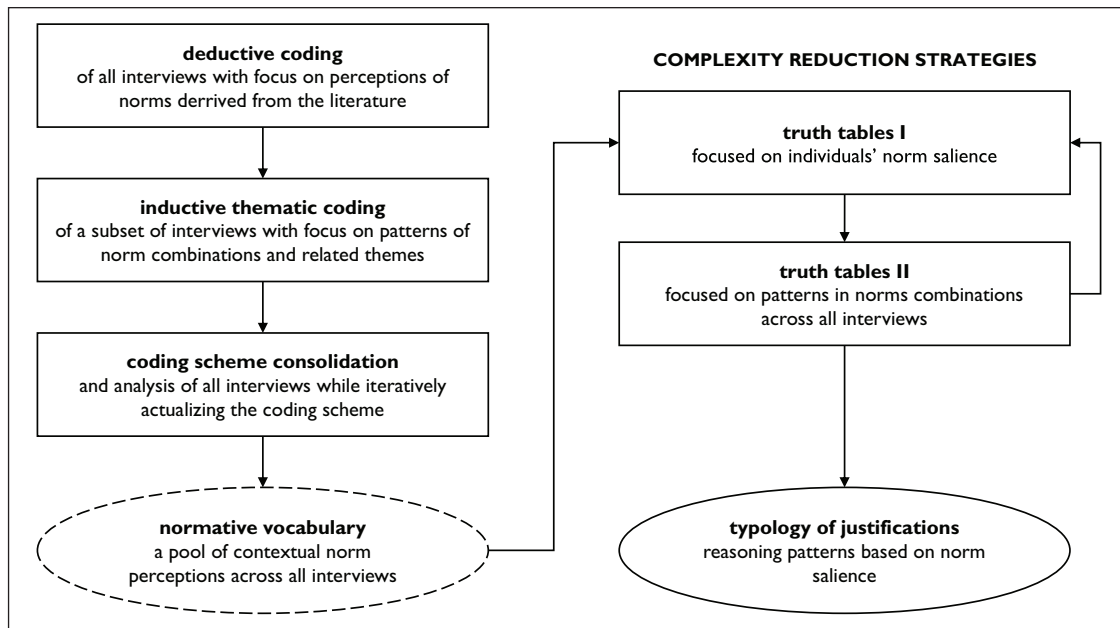 deductive coding
of all interviews with focus on perceptions of
norms derrived from the literature
inductive thematic coding
of a subset of interviews with focus on patterns of
norm combinations and related themes
coding scheme consolidation
and analysis of all interviews while iteratively
actualizing the coding scheme
normative vocabulary
a pool of contextual norm
perceptions across all interviews
COMPLEXITY REDUCTION STRATEGIES
truth tables I
focused on individuals’ norm salience
truth tables II
focused on patterns in norms combinations
across all interviews
typology of justifications
reasoning patterns based on norm
salience